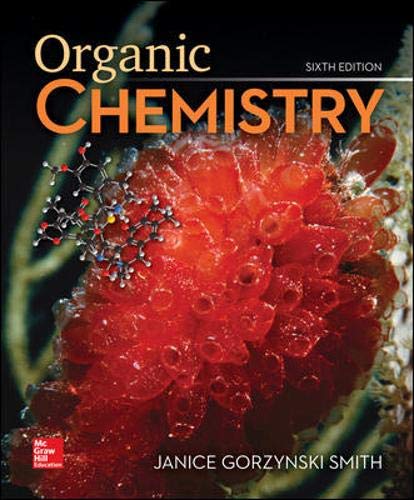 Organic
SIXTH EDITION
CHEMISTRY
Mc
Graw
Hill
Education
JANICE GORZYNSKI SMITH